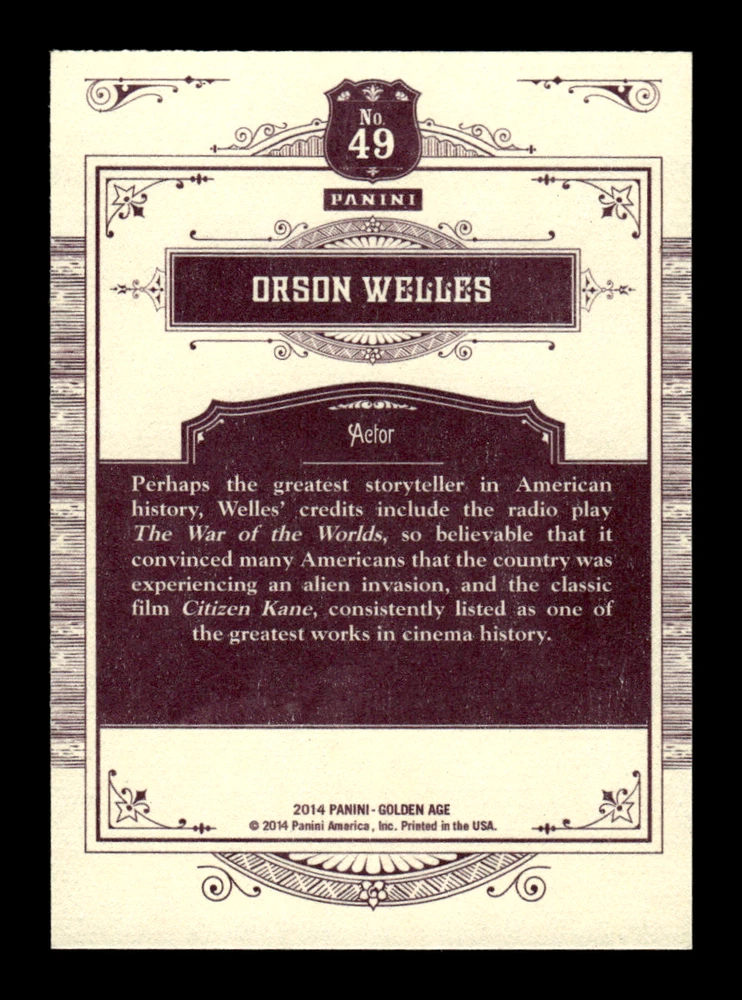 No.
49
PANINI
ORSON WELLES
Actor
Perhaps the greatest storyteller in American
history, Welles' credits include the radio play
The War of the Worlds, so believable that it
convinced many Americans that the country was
experiencing an alien invasion, and the classic
film Citizen Kane, consistently listed as one of
the greatest works in cinema history.
2014 PANINI - GOLDEN AGE
© 2014 Panini America, Inc. Printed in the USA.